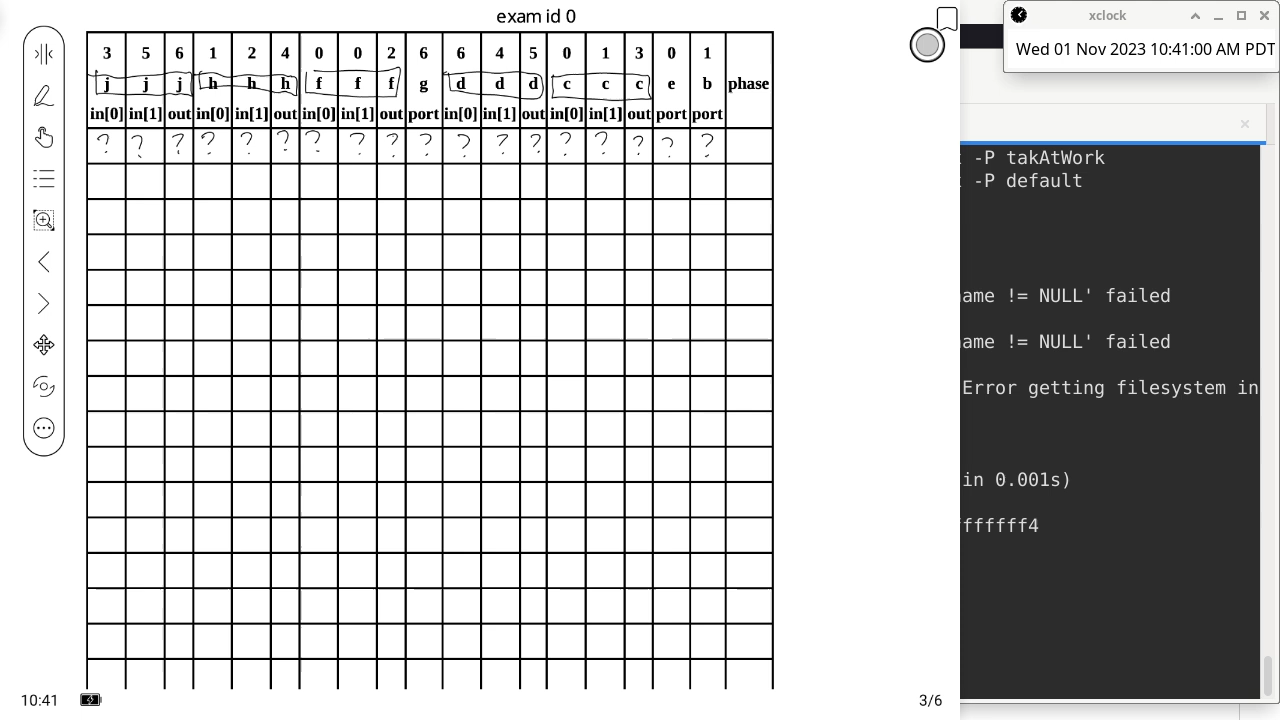 exam id 0
xclock
Wed 01 Nov 2023 10:41:00 AM PDT
3 5 6 1 2 4 0 0 2 6 6 4 5 0 1 3 0 1
j j j h h h f f f g d d d c c c e b phase
in[0] in[1] out in[0] in[1] out in[0] in[1] out port in[0] in[1] out in[0] in[1] out port port
? ? ? ? ? ? ? ? ? ? ? ? ? ? ? ? ? ?
-P takAtWork
-P default
ame != NULL' failed
ame != NULL' failed
Error getting filesystem in
in 0.001s)
fffffff4
10:41
3/6